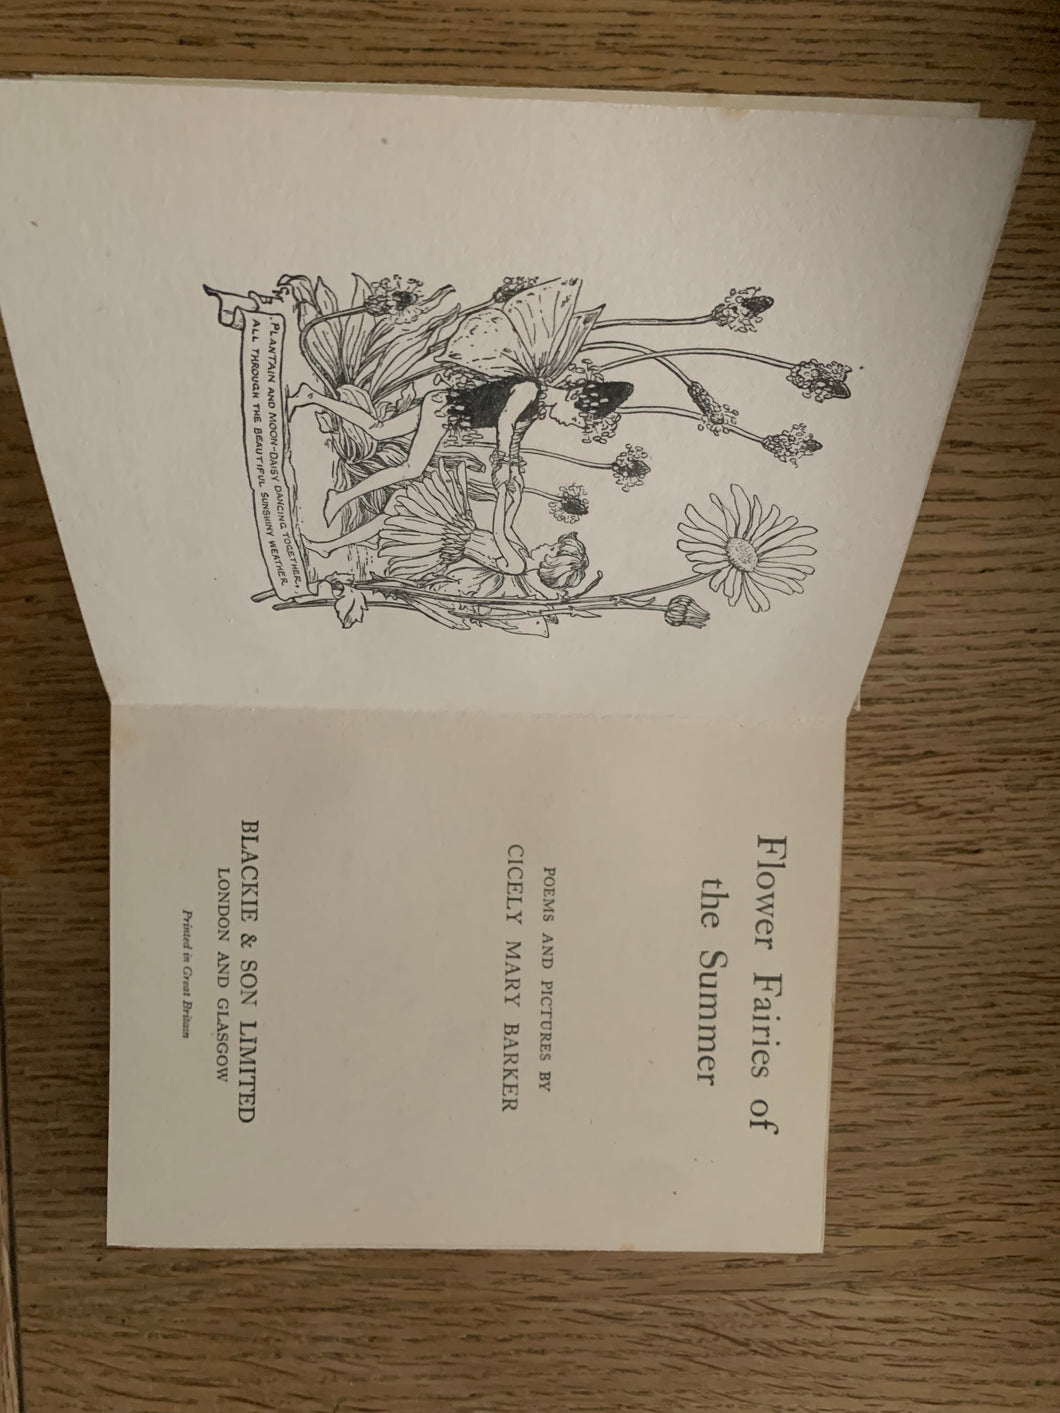 PLANTAIN AND MOON-DAISY DANCING TOGETHER,
ALL THROUGH THE BEAUTIFUL SUNSHINY WEATHER.
Flower Fairies of
the Summer
POEMS AND PICTURES BY
CICELY MARY BARKER
BLACKIE & SON LIMITED
LONDON AND GLASGOW
Printed in Great Britain